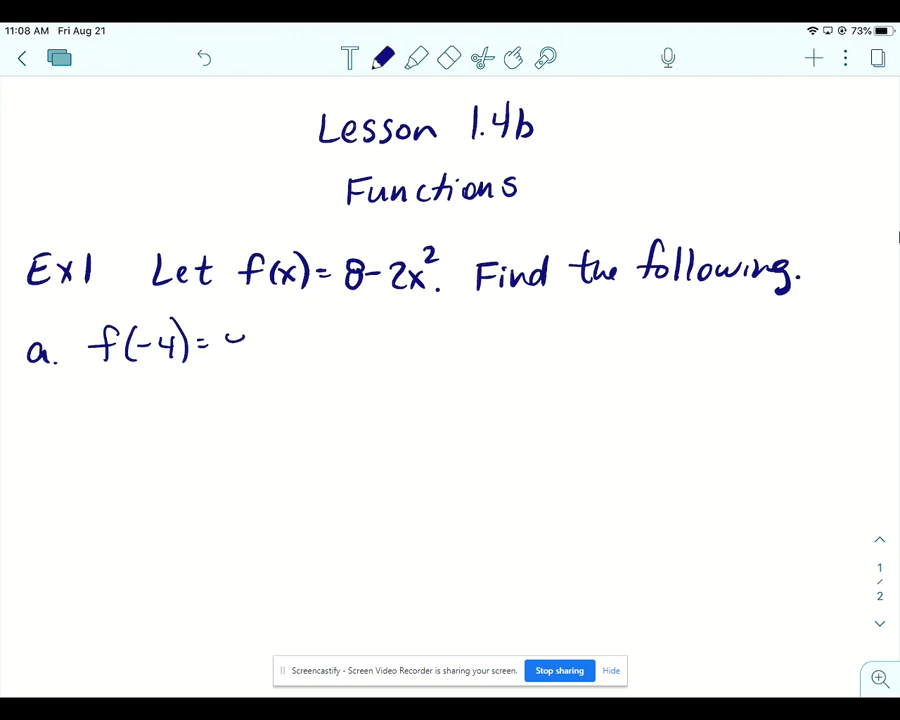 11:08 AM Fri Aug 21
73%
T
Lesson 1.4b
Functions
Ex1 Let f(x) = 8 - 2x². Find the following.
a. f(-4) =
1
/
2
Screencastify - Screen Video Recorder is sharing your screen. Stop sharing Hide